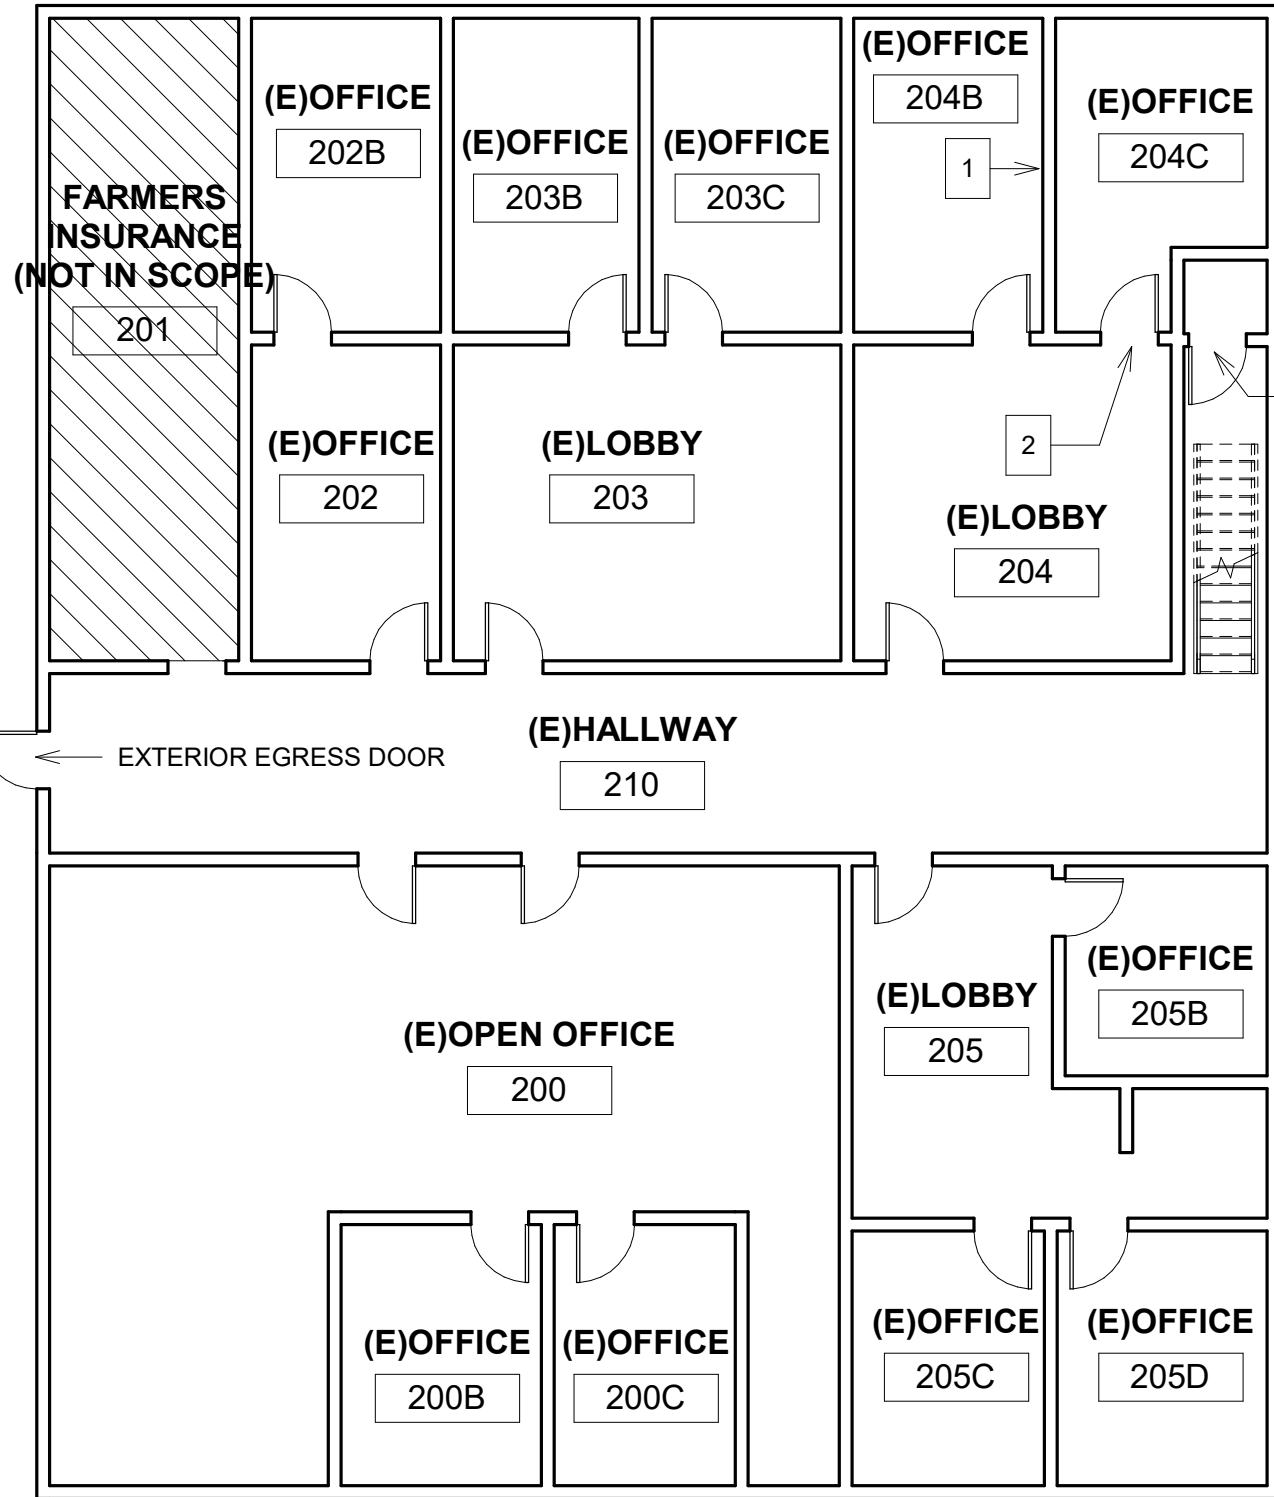 (E)OFFICE
204B
(E)OFFICE
202B
(E)OFFICE
204C
(E)OFFICE
203B
(E)OFFICE
203C
1
FARMERS
INSURANCE
(NOT IN SCOPE)
201
(E)OFFICE
202
(E)LOBBY
203
2
(E)LOBBY
204
(E)HALLWAY
210
EXTERIOR EGRESS DOOR
(E)OFFICE
205B
(E)LOBBY
205
(E)OPEN OFFICE
200
(E)OFFICE
200B
(E)OFFICE
200C
(E)OFFICE
205C
(E)OFFICE
205D